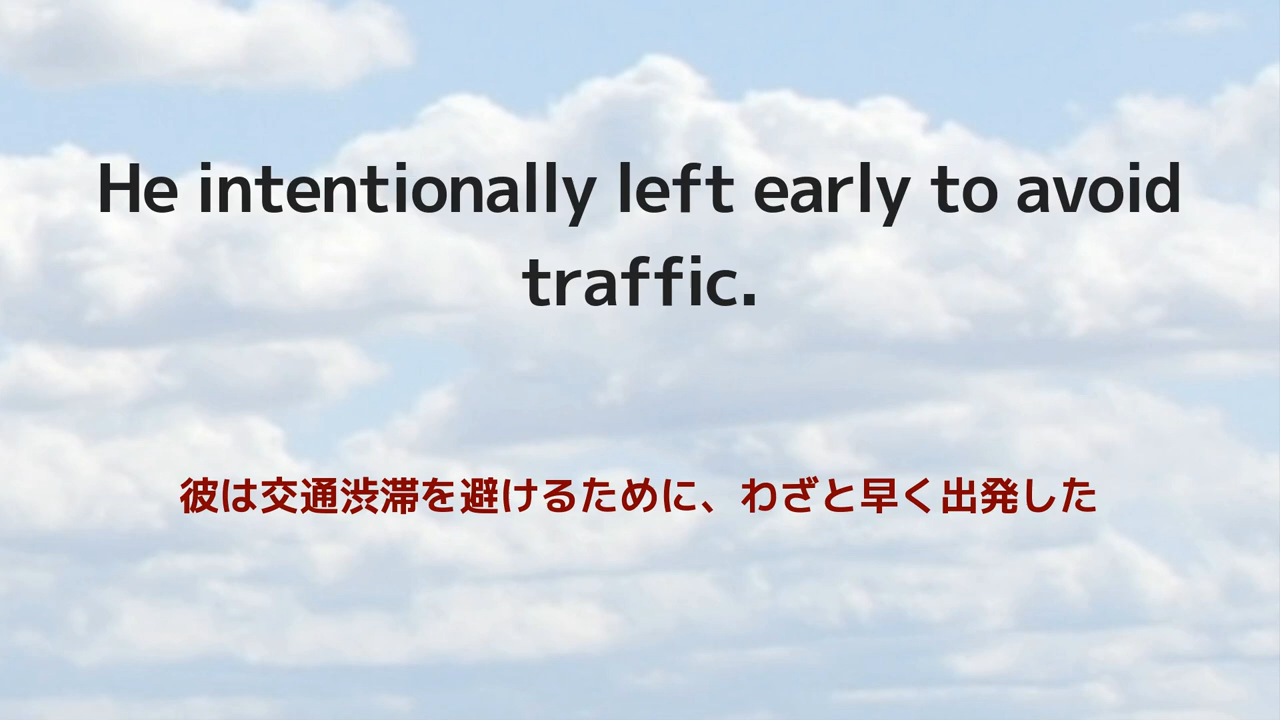 He intentionally left early to avoid
traffic.
彼は交通渋滞を避けるために、わざと早く出発した